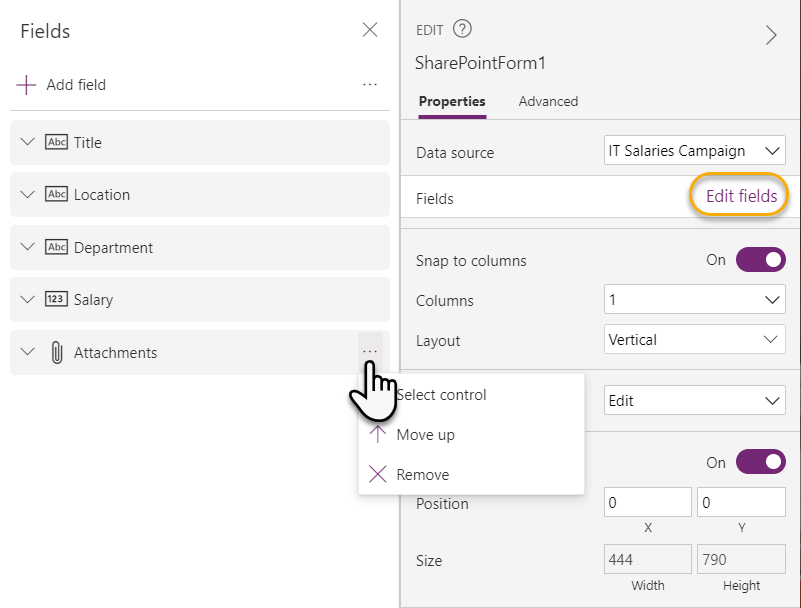 Fields
Add field
...
Abc Title
Abc Location
Abc Department
123 Salary
Attachments
...
Select control
Move up
Remove
EDIT ?
SharePointForm1
Properties
Advanced
Data source
IT Salaries Campaign
Fields
Edit fields
Snap to columns
On
Columns
1
Layout
Vertical
Edit
On
Position
0
0
X
Y
Size
444
790
Width
Height